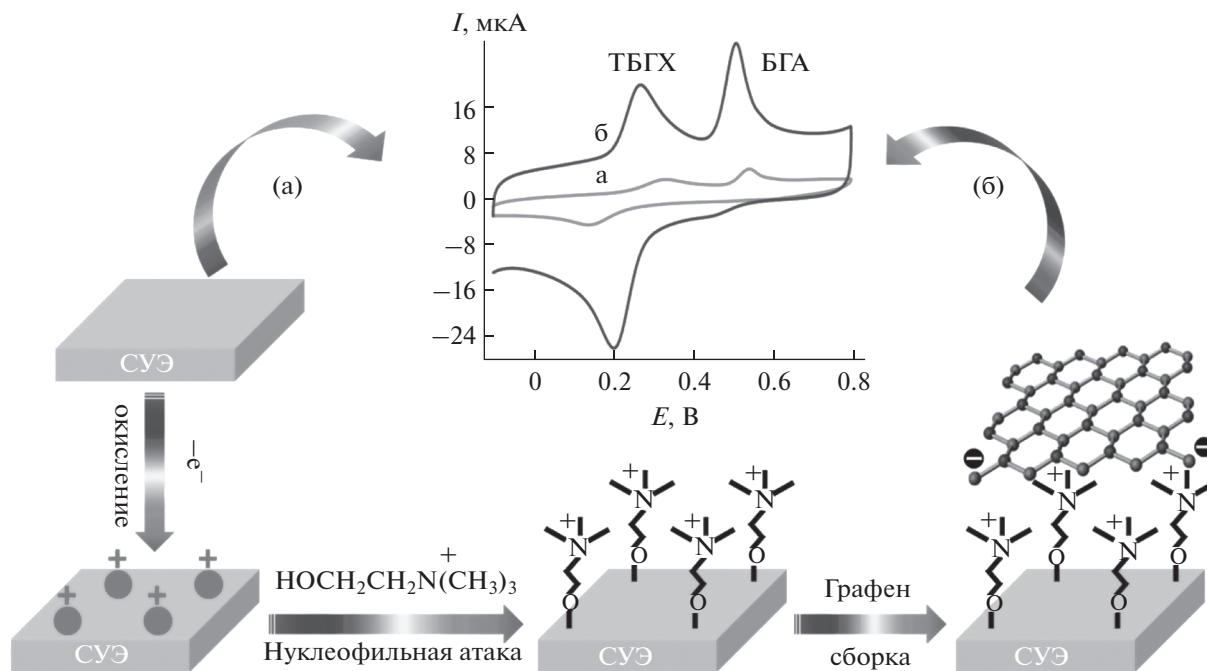 I, мкА
ТБГХ
БГА
16
8
0
−8
−16
−24
б
а
0
0.2
0.4
0.6
0.8
E, В
(а)
(б)
СУЭ
−e⁻
окисление
+
+
+
+
СУЭ
HOCH₂CH₂N⁺(CH₃)₃
Нуклеофильная атака
+
N
O
+
N
O
+
N
O
+
N
O
СУЭ
Графен
сборка
−
−
+
N
O
+
N
O
+
N
O
+
N
O
СУЭ